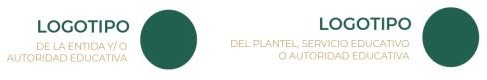 LOGOTIPO
DE LA ENTIDA Y/ O
AUTORIDAD EDUCATIVA
LOGOTIPO
DEL PLANTEL, SERVICIO EDUCATIVO
O AUTORIDAD EDUCATIVA